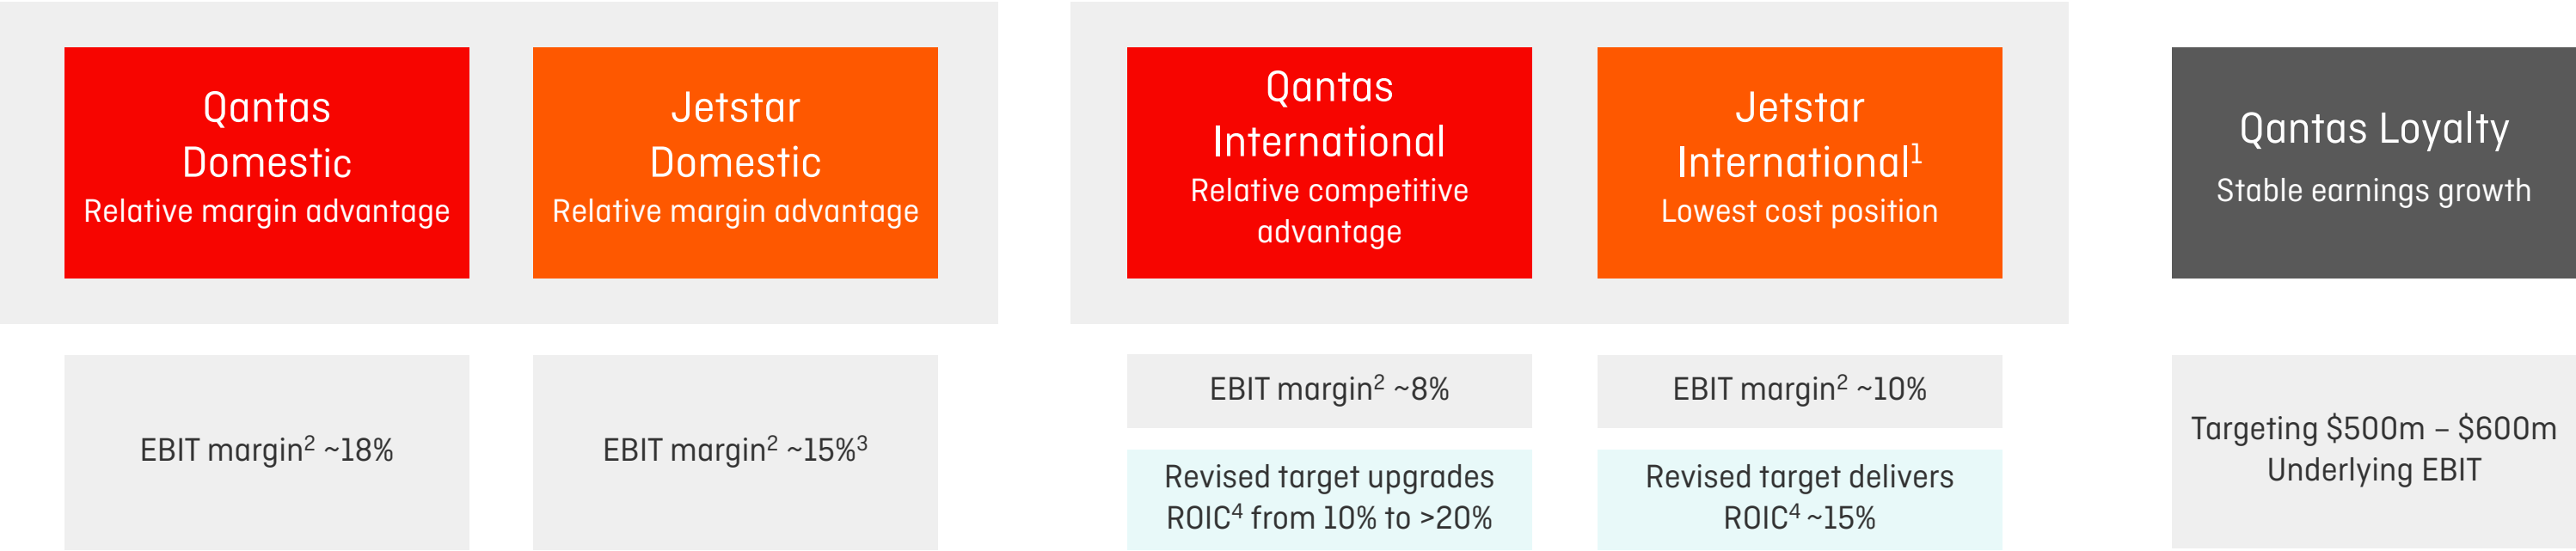 Qantas
Domestic
Relative margin advantage
Jetstar
Domestic
Relative margin advantage
Qantas
International
Relative competitive
advantage
Jetstar
International¹
Lowest cost position
Qantas Loyalty
Stable earnings growth
EBIT margin² ~18%
EBIT margin² ~15%³
EBIT margin² ~8%
Revised target upgrades
ROIC⁴ from 10% to >20%
EBIT margin² ~10%
Revised target delivers
ROIC⁴ ~15%
Targeting $500m – $600m
Underlying EBIT